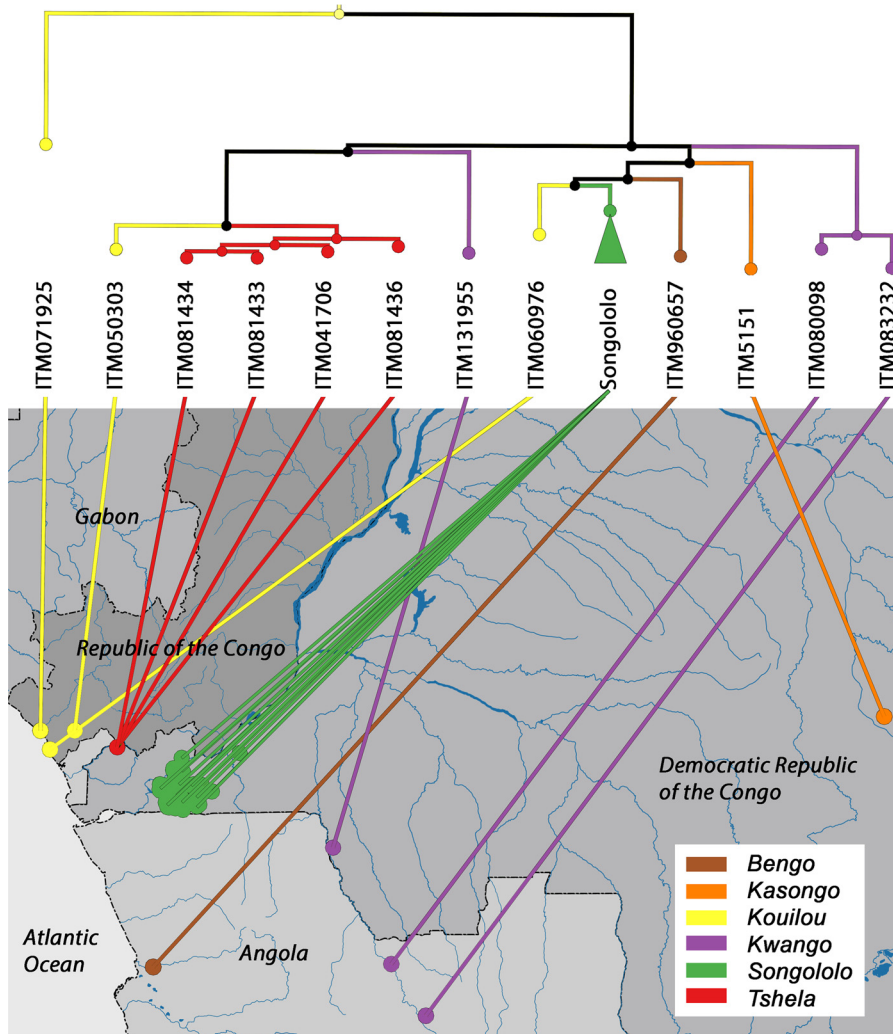 ITM071925
ITM050303
ITM081434
ITM081433
ITM041706
ITM081436
ITM131955
ITM060976
Songololo
ITM960657
ITM5151
ITM080098
ITM083232
Gabon
Republic of the Congo
Democratic Republic
of the Congo
Atlantic
Ocean
Angola
Bengo
Kasongo
Kouilou
Kwango
Songololo
Tshela